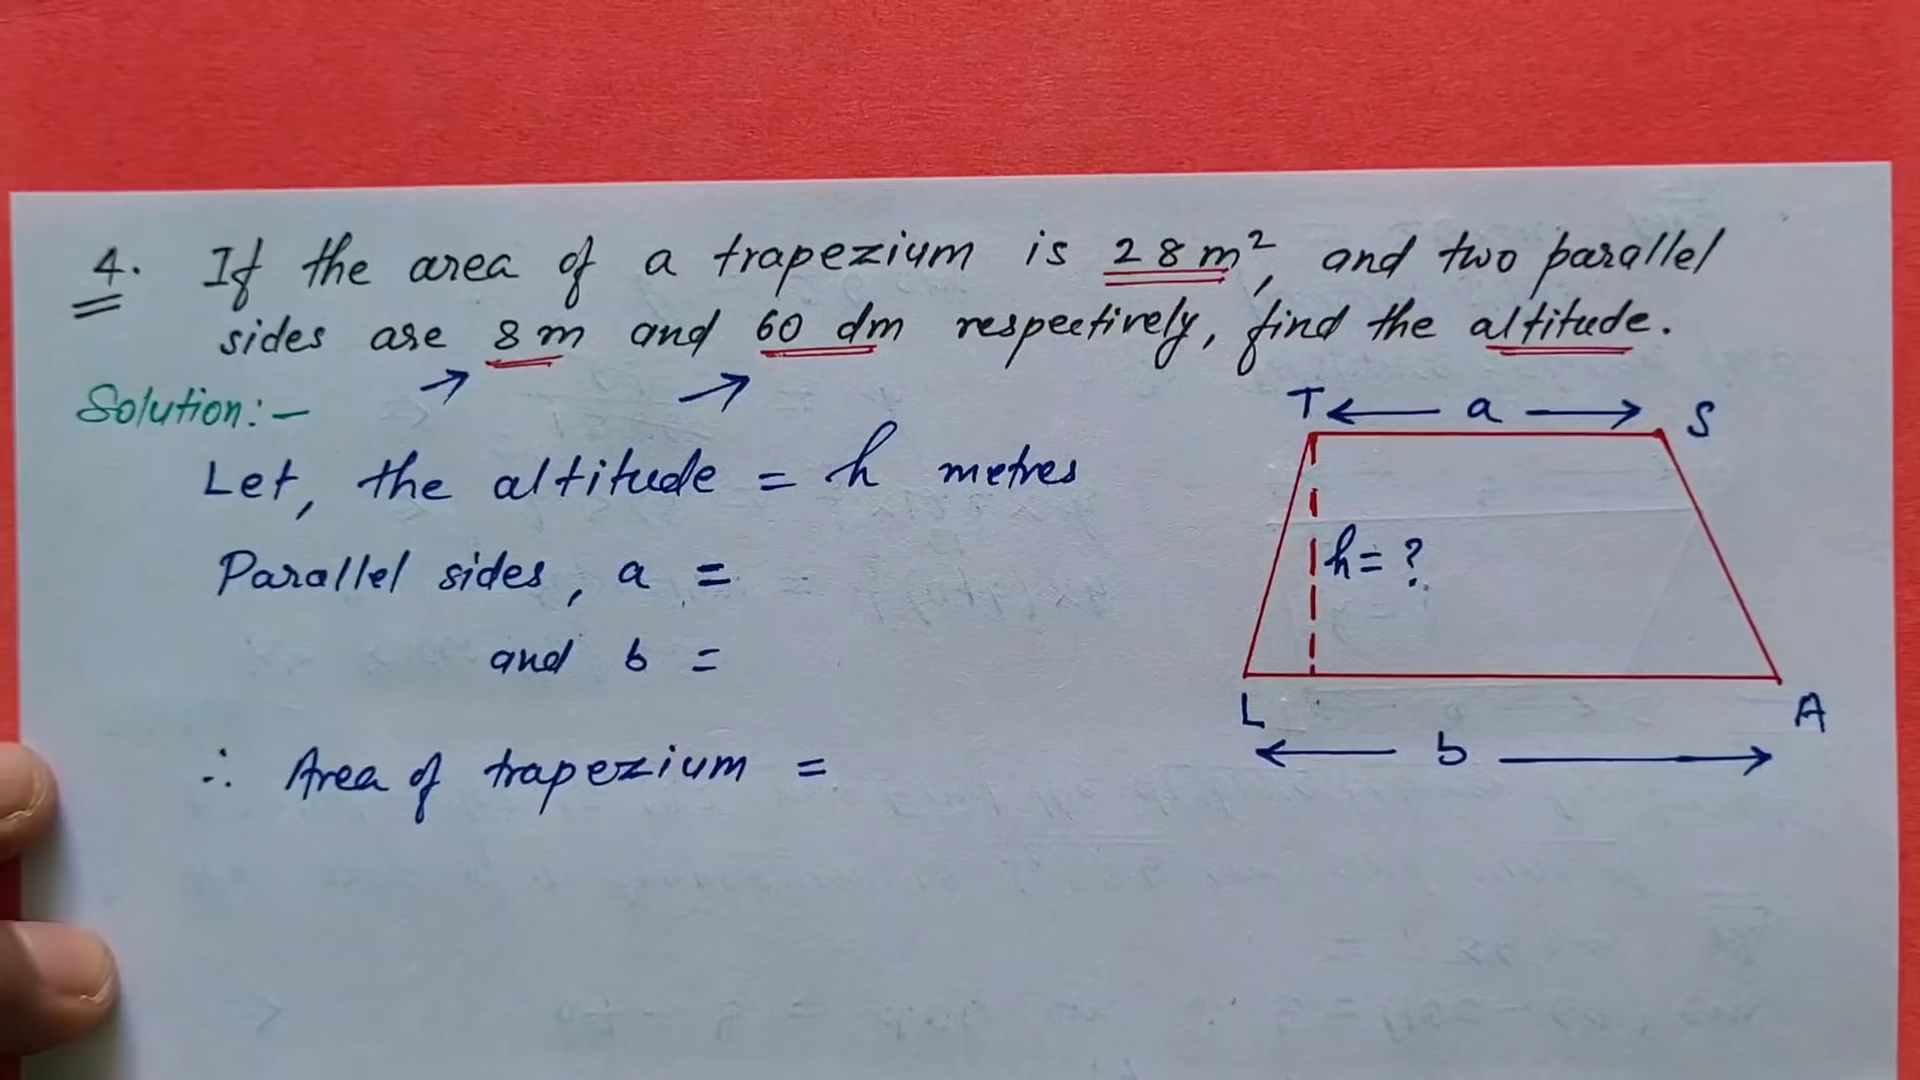 4. If the area of a trapezium is 28 m², and two parallel
sides are 8 m and 60 dm respectively, find the altitude.
Solution:-
Let, the altitude = h metres
Parallel sides, a =
and b =
∴ Area of trapezium =
T ← a → S
h = ?
L A
← b →